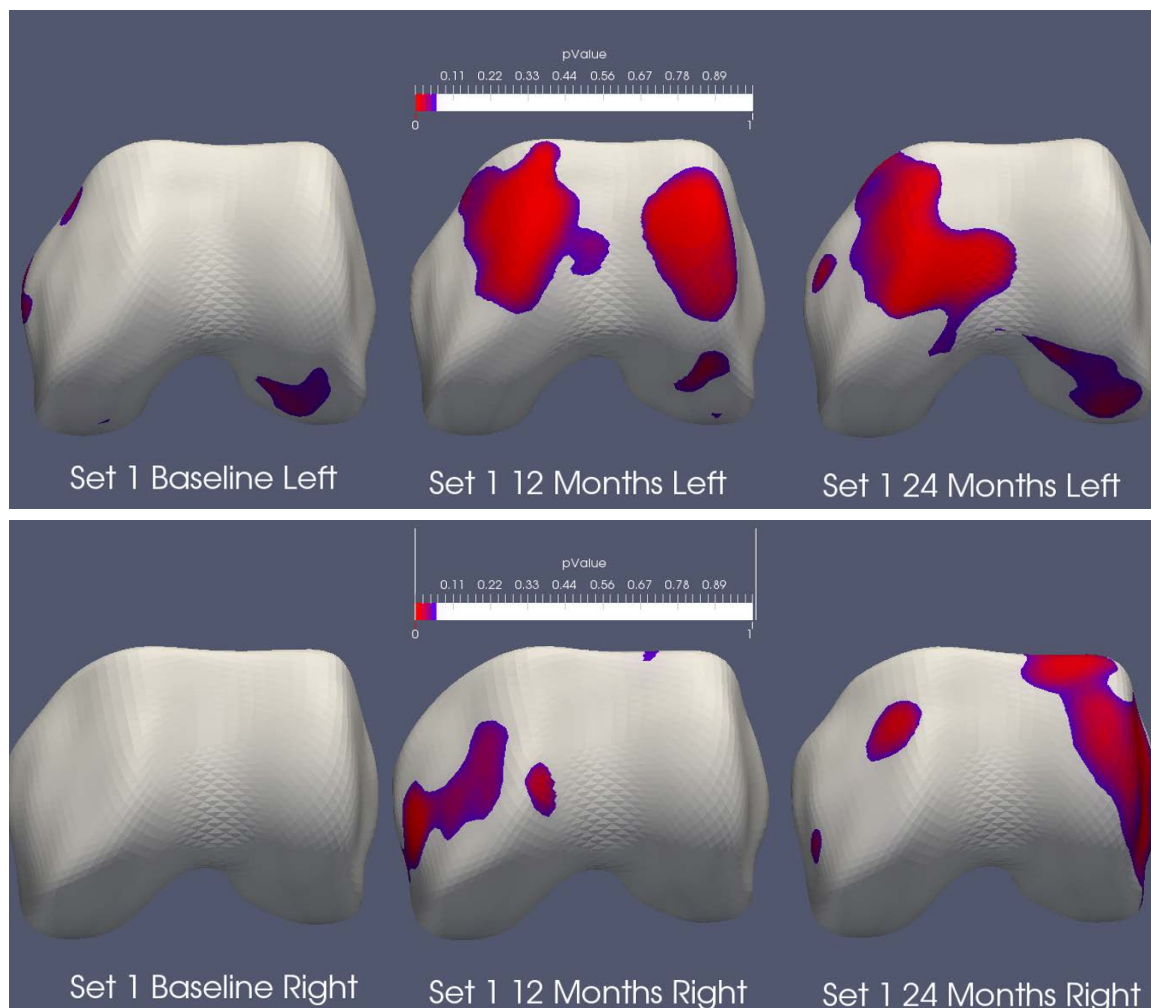 pValue
0.11 0.22 0.33 0.44 0.56 0.67 0.78 0.89
0 1
Set 1 Baseline Left Set 1 12 Months Left Set 1 24 Months Left
pValue
0.11 0.22 0.33 0.44 0.56 0.67 0.78 0.89
0 1
Set 1 Baseline Right Set 1 12 Months Right Set 1 24 Months Right